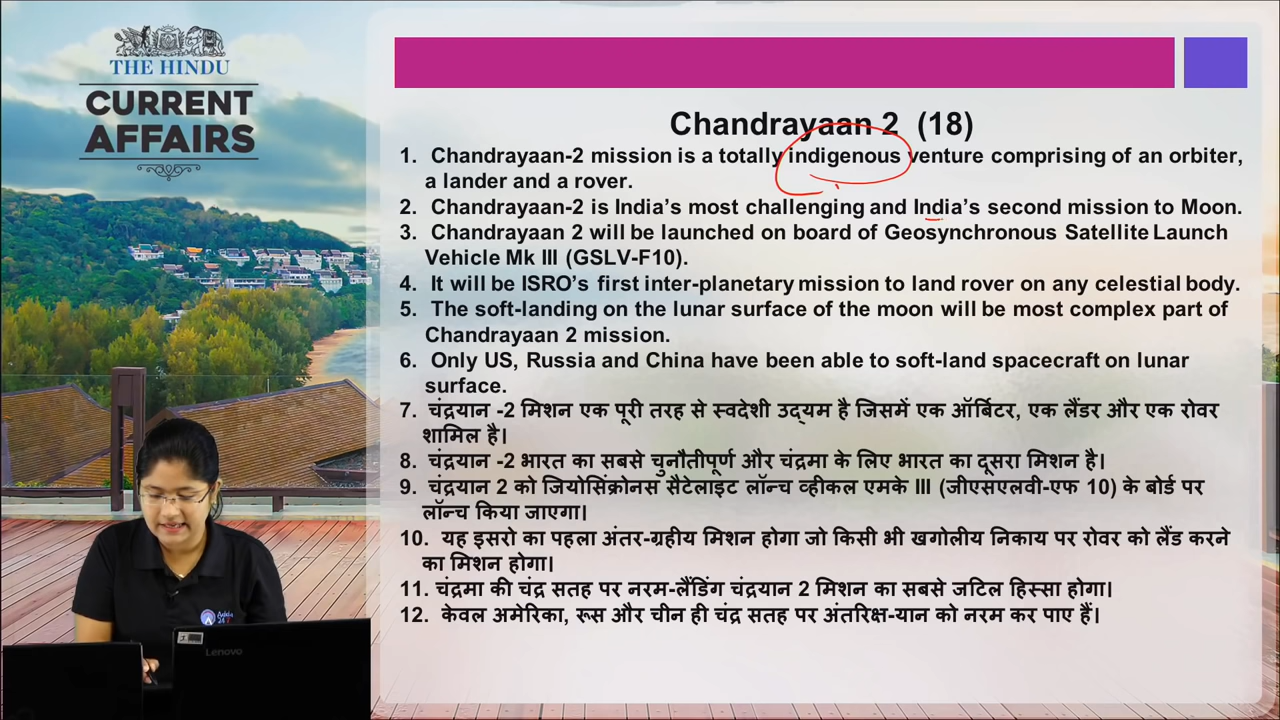 THE HINDU
CURRENT
AFFAIRS
Chandrayaan 2 (18)
1. Chandrayaan-2 mission is a totally indigenous venture comprising of an orbiter,
a lander and a rover.
2. Chandrayaan-2 is India's most challenging and India's second mission to Moon.
3. Chandrayaan 2 will be launched on board of Geosynchronous Satellite Launch
Vehicle Mk III (GSLV-F10).
4. It will be ISRO's first inter-planetary mission to land rover on any celestial body.
5. The soft-landing on the lunar surface of the moon will be most complex part of
Chandrayaan 2 mission.
6. Only US, Russia and China have been able to soft-land spacecraft on lunar
surface.
7. चंद्रयान -2 मिशन एक पूरी तरह से स्वदेशी उद्यम है जिसमें एक ऑर्बिटर, एक लैंडर और एक रोवर
शामिल है।
8. चंद्रयान -2 भारत का सबसे चुनौतीपूर्ण और चंद्रमा के लिए भारत का दूसरा मिशन है।
9. चंद्रयान 2 को जियोसिंक्रोनस सैटेलाइट लॉन्च व्हीकल एमके III (जीएसएलवी-एफ 10) के बोर्ड पर
लॉन्च किया जाएगा।
10. यह इसरो का पहला अंतर-ग्रहीय मिशन होगा जो किसी भी खगोलीय निकाय पर रोवर को लैंड करने
का मिशन होगा।
11. चंद्रमा की चंद्र सतह पर नरम-लैंडिंग चंद्रयान 2 मिशन का सबसे जटिल हिस्सा होगा।
12. केवल अमेरिका, रूस और चीन ही चंद्र सतह पर अंतरिक्ष-यान को नरम कर पाए हैं।
Lenovo